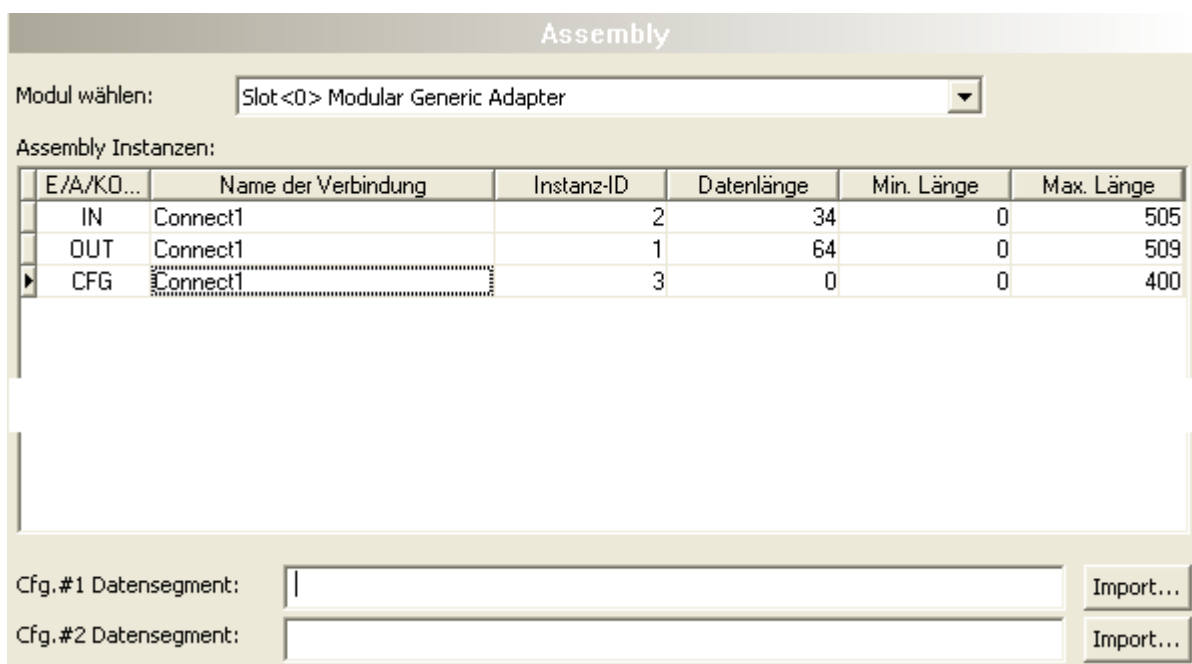 Assembly
Modul wählen: Slot<0> Modular Generic Adapter
Assembly Instanzen:
E/A/KO... Name der Verbindung Instanz-ID Datenlänge Min. Länge Max. Länge
IN Connect1 2 34 0 505
OUT Connect1 1 64 0 509
CFG Connect1 3 0 0 400
Cfg.#1 Datensegment: Import...
Cfg.#2 Datensegment: Import...